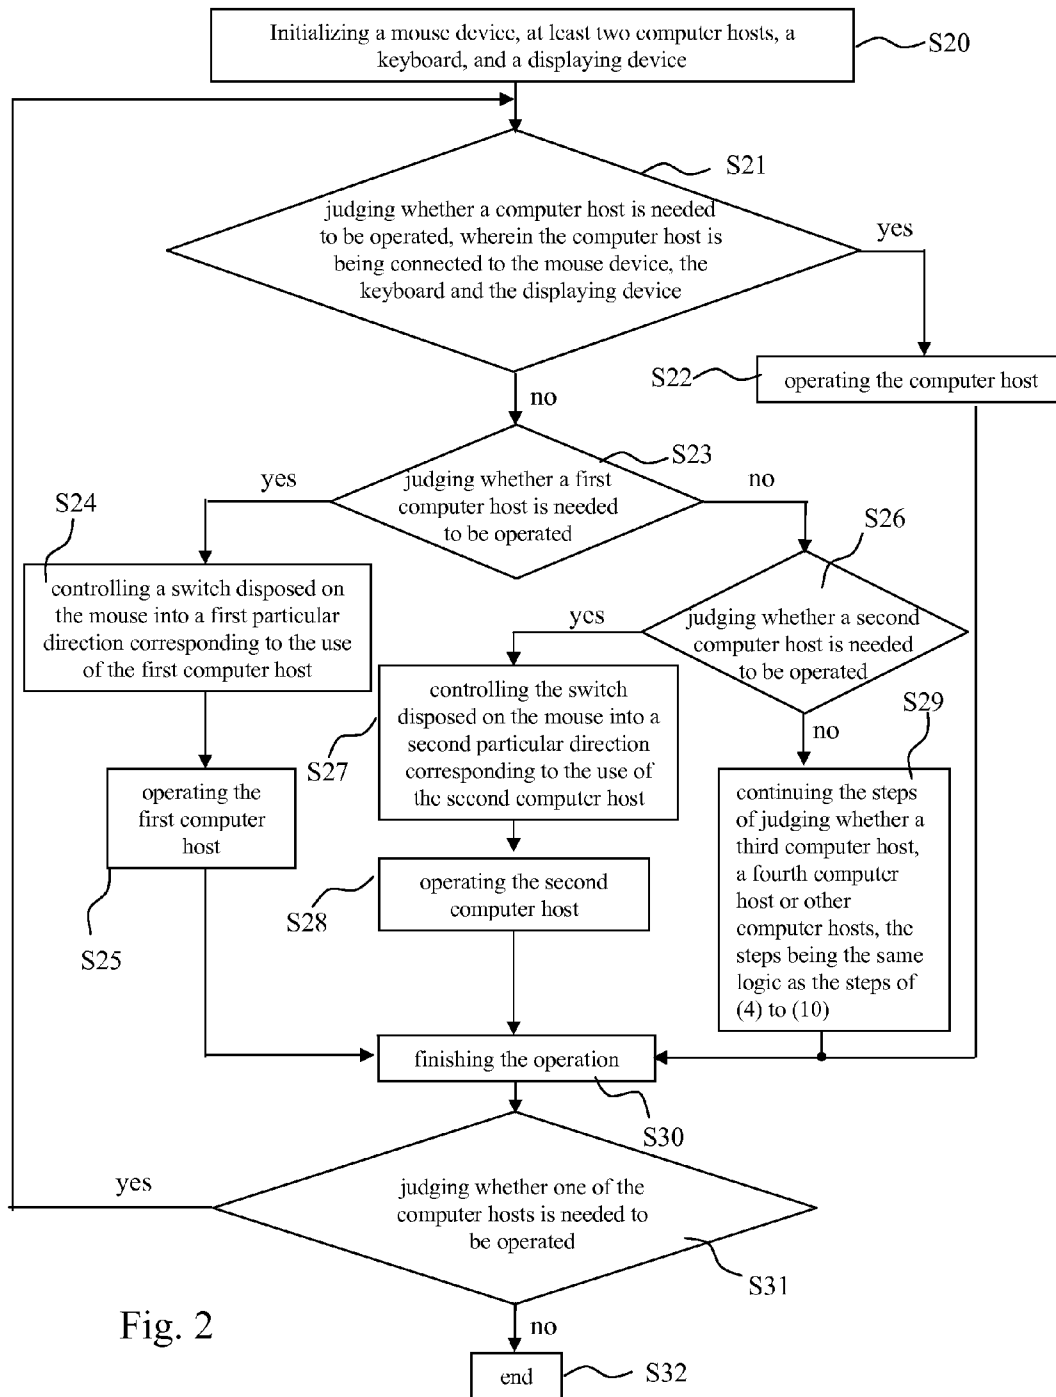 Initializing a mouse device, at least two computer hosts, a
keyboard, and a displaying device
S20
S21
judging whether a computer host is needed
to be operated, wherein the computer host is
being connected to the mouse device, the
keyboard and the displaying device
yes
S22
operating the computer host
no
S23
yes
judging whether a first
computer host is needed
to be operated
no
S24
S26
controlling a switch disposed on
the mouse into a first particular
direction corresponding to the use
of the first computer host
yes
judging whether a second
computer host is needed
to be operated
S27
controlling the switch
disposed on the mouse into a
second particular direction
corresponding to the use of
the second computer host
no
S29
operating the
first computer
host
S25
continuing the steps
of judging whether a
third computer host,
a fourth computer
host or other
computer hosts, the
steps being the same
logic as the steps of
(4) to (10)
S28
operating the second
computer host
finishing the operation
S30
yes
judging whether one of the
computer hosts is needed to
be operated
S31
no
Fig. 2
end
S32